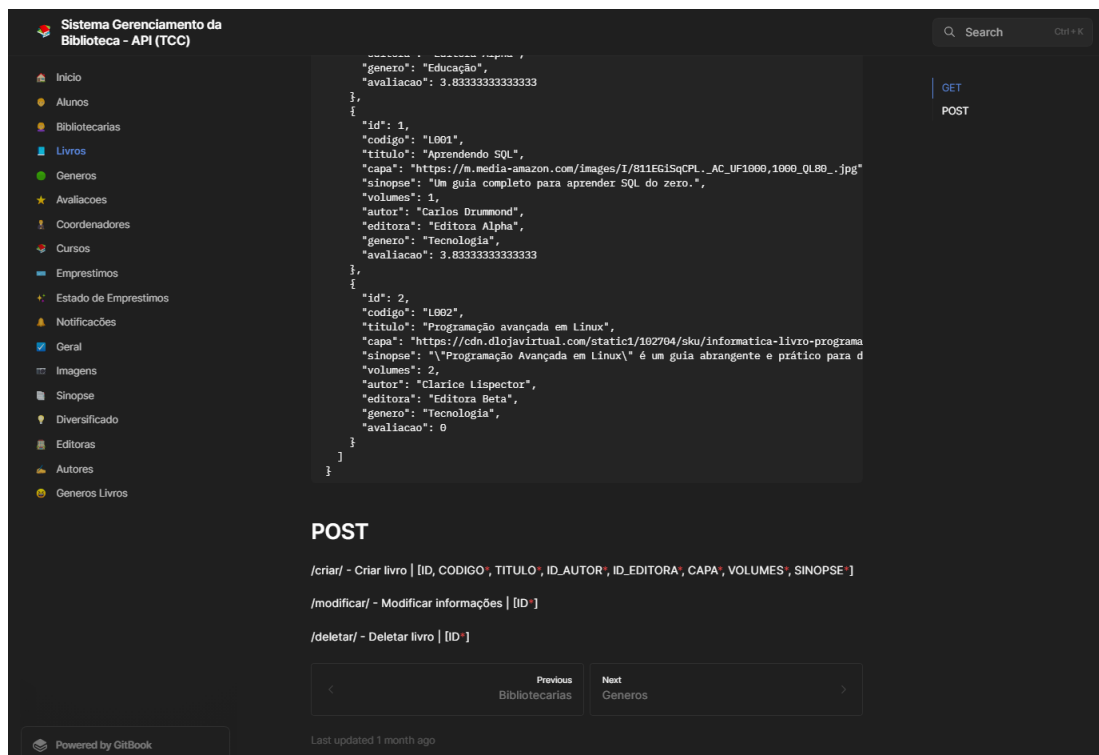 Sistema Gerenciamento da
Biblioteca - API (TCC)
Search
Ctrl + K
Inicio
Alunos
Bibliotecarias
Livros
Generos
Avaliacoes
Coordenadores
Cursos
Emprestimos
Estado de Emprestimos
Notificacões
Geral
Imagens
Sinopse
Diversificado
Editoras
Autores
Generos Livros
Powered by GitBook
"editora": "Editora Alpha",
"genero": "Educação",
"avaliacao": 3.83333333333333
},
{
"id": 1,
"codigo": "L001",
"titulo": "Aprendendo SQL",
"capa": "https://m.media-amazon.com/images/I/811EGiSqCPL._AC_UF1000,1000_QL80_.jpg"
"sinopse": "Um guia completo para aprender SQL do zero.",
"volumes": 1,
"autor": "Carlos Drummond",
"editora": "Editora Alpha",
"genero": "Tecnologia",
"avaliacao": 3.83333333333333
},
{
"id": 2,
"codigo": "L002",
"titulo": "Programação avançada em Linux",
"capa": "https://cdn.dlojavirtual.com/static1/102704/sku/informatica-livro-programa
"sinopse": "\"Programação Avançada em Linux\" é um guia abrangente e prático para d
"volumes": 2,
"autor": "Clarice Lispector",
"editora": "Editora Beta",
"genero": "Tecnologia",
"avaliacao": 0
}
]
}
POST
/criar/ - Criar livro | [ID, CODIGO*, TITULO*, ID_AUTOR*, ID_EDITORA*, CAPA*, VOLUMES*, SINOPSE*]
/modificar/ - Modificar informações | [ID*]
/deletar/ - Deletar livro | [ID*]
Previous
Bibliotecarias
Next
Generos
Last updated 1 month ago
GET
POST